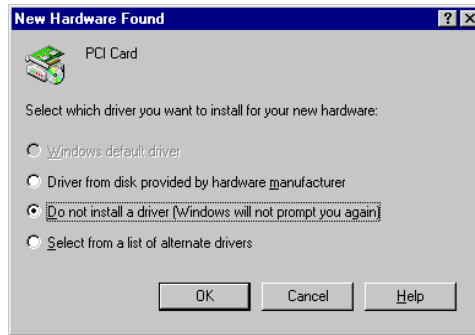 New Hardware Found
PCI Card
Select which driver you want to install for your new hardware:
Windows default driver
Driver from disk provided by hardware manufacturer
Do not install a driver (Windows will not prompt you again)
Select from a list of alternate drivers
OK Cancel Help